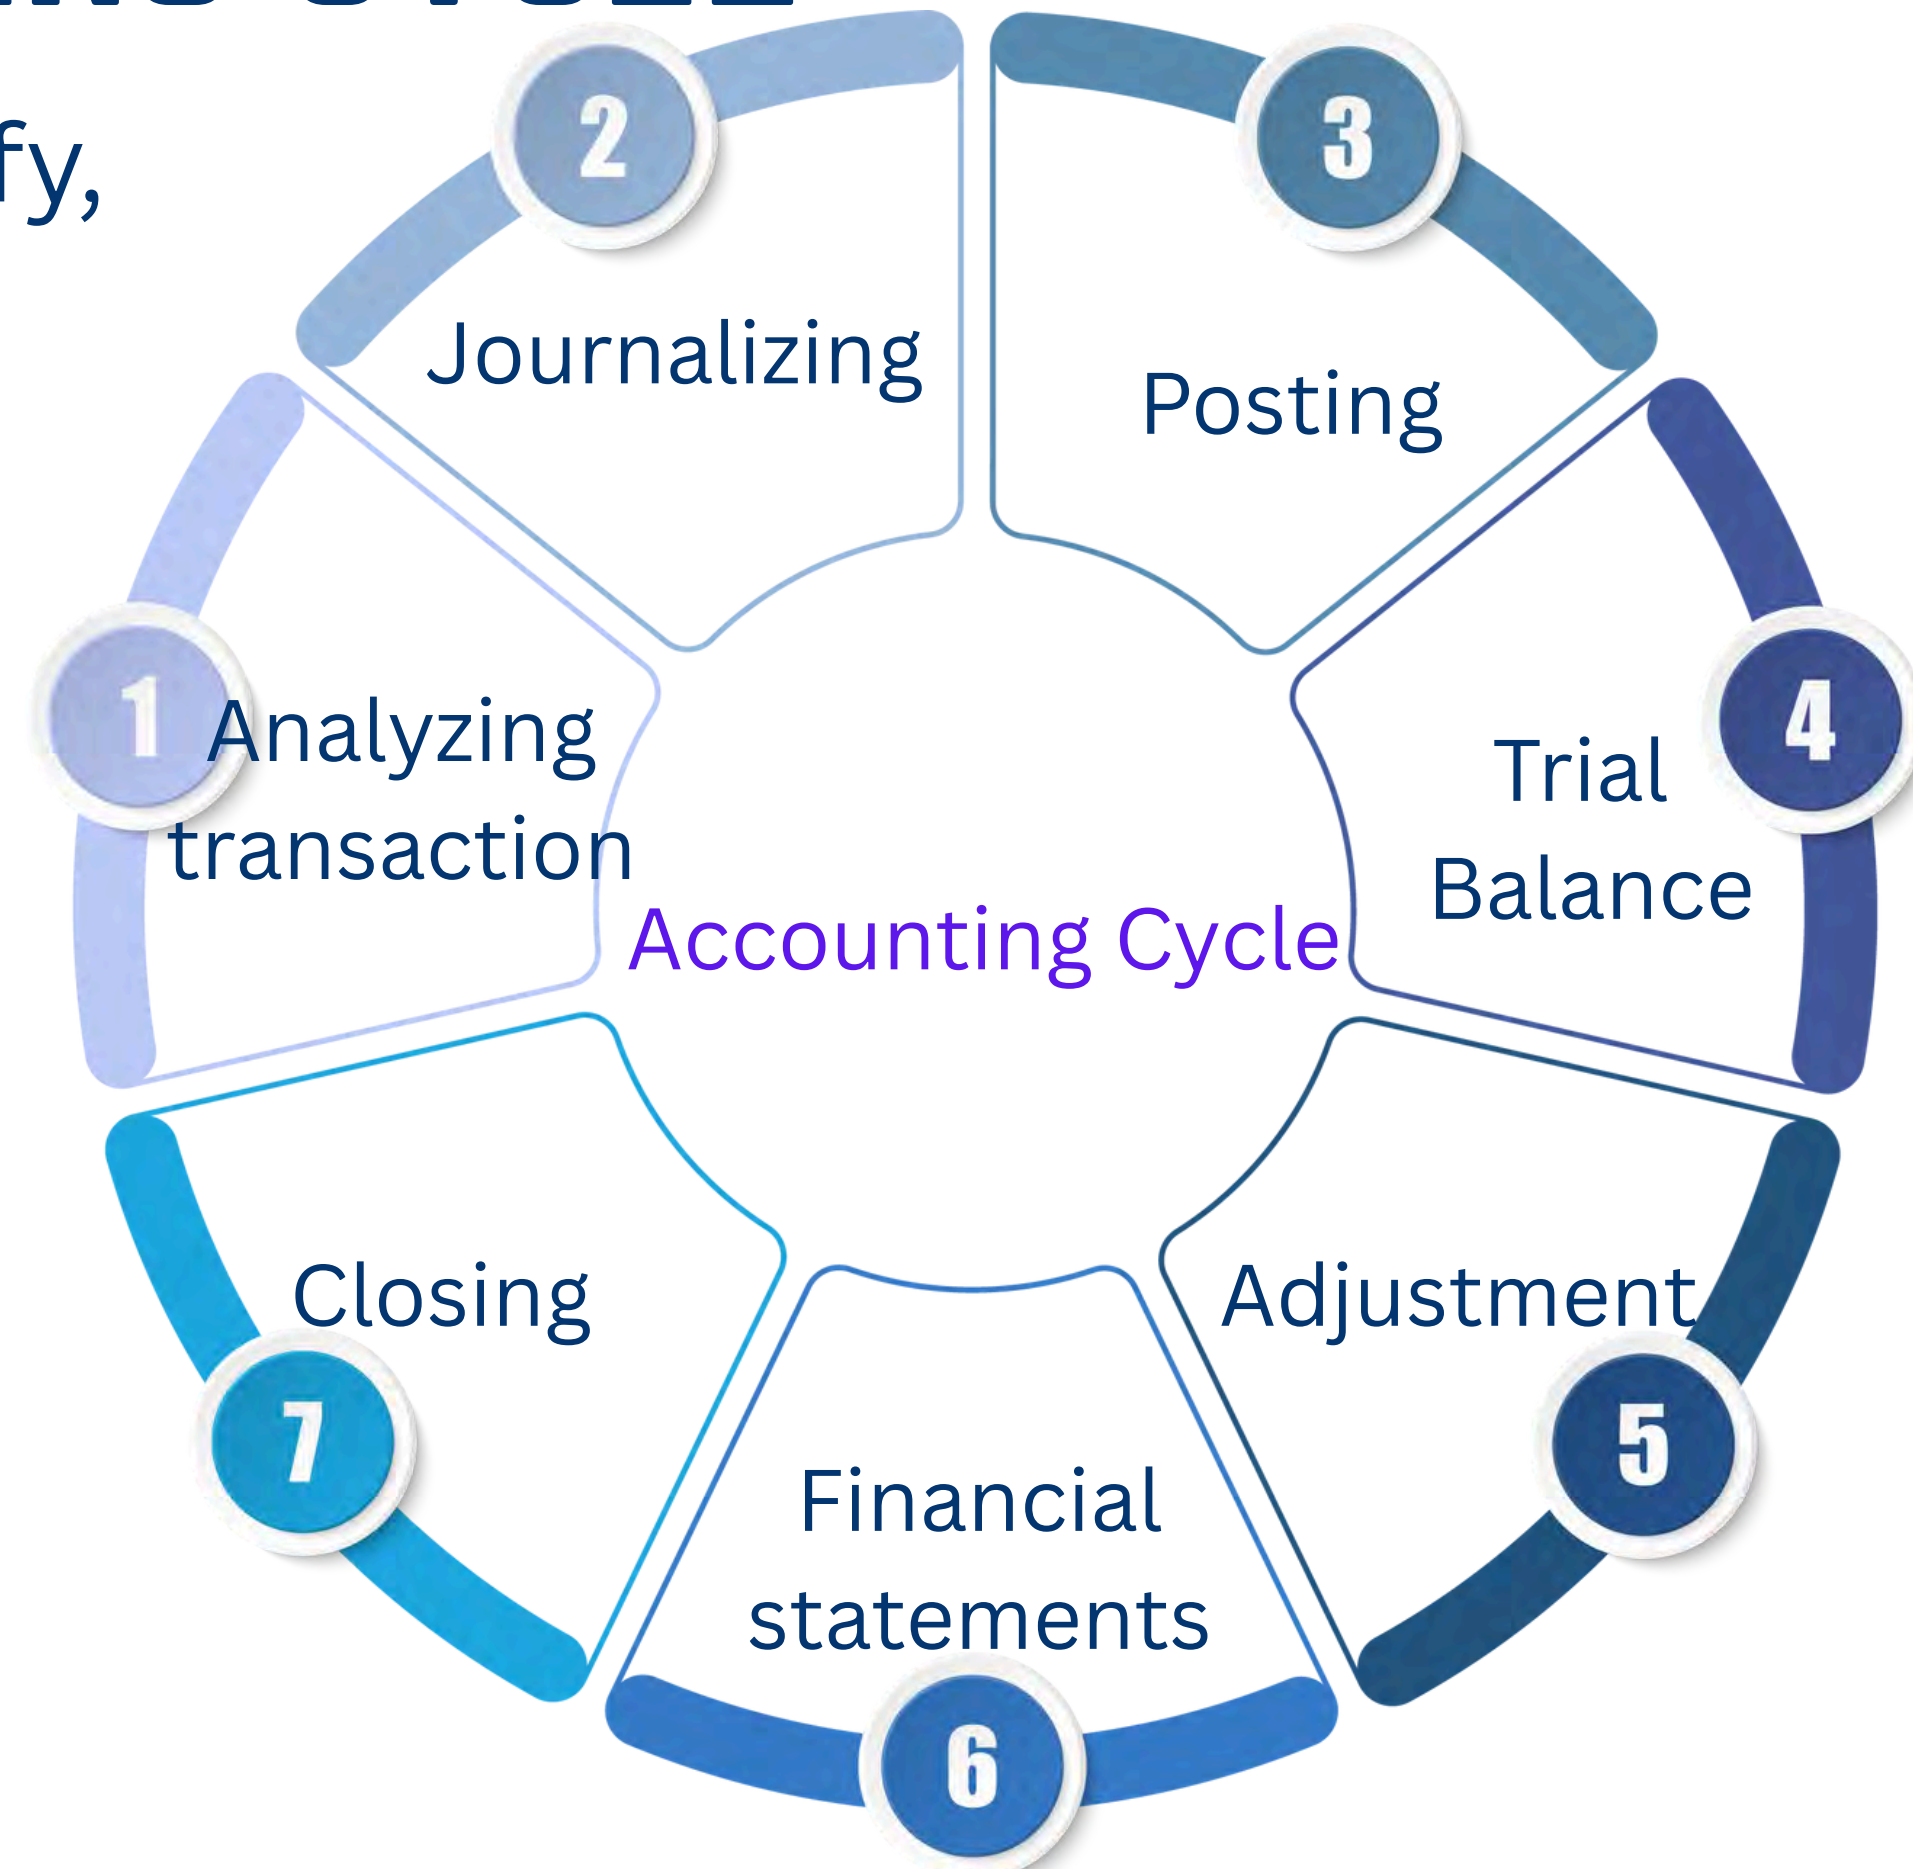 fy,
2
Journalizing
3
Posting
1
Analyzing
transaction
4
Trial
Balance
Accounting Cycle
Closing
7
Adjustment
5
Financial
statements
6